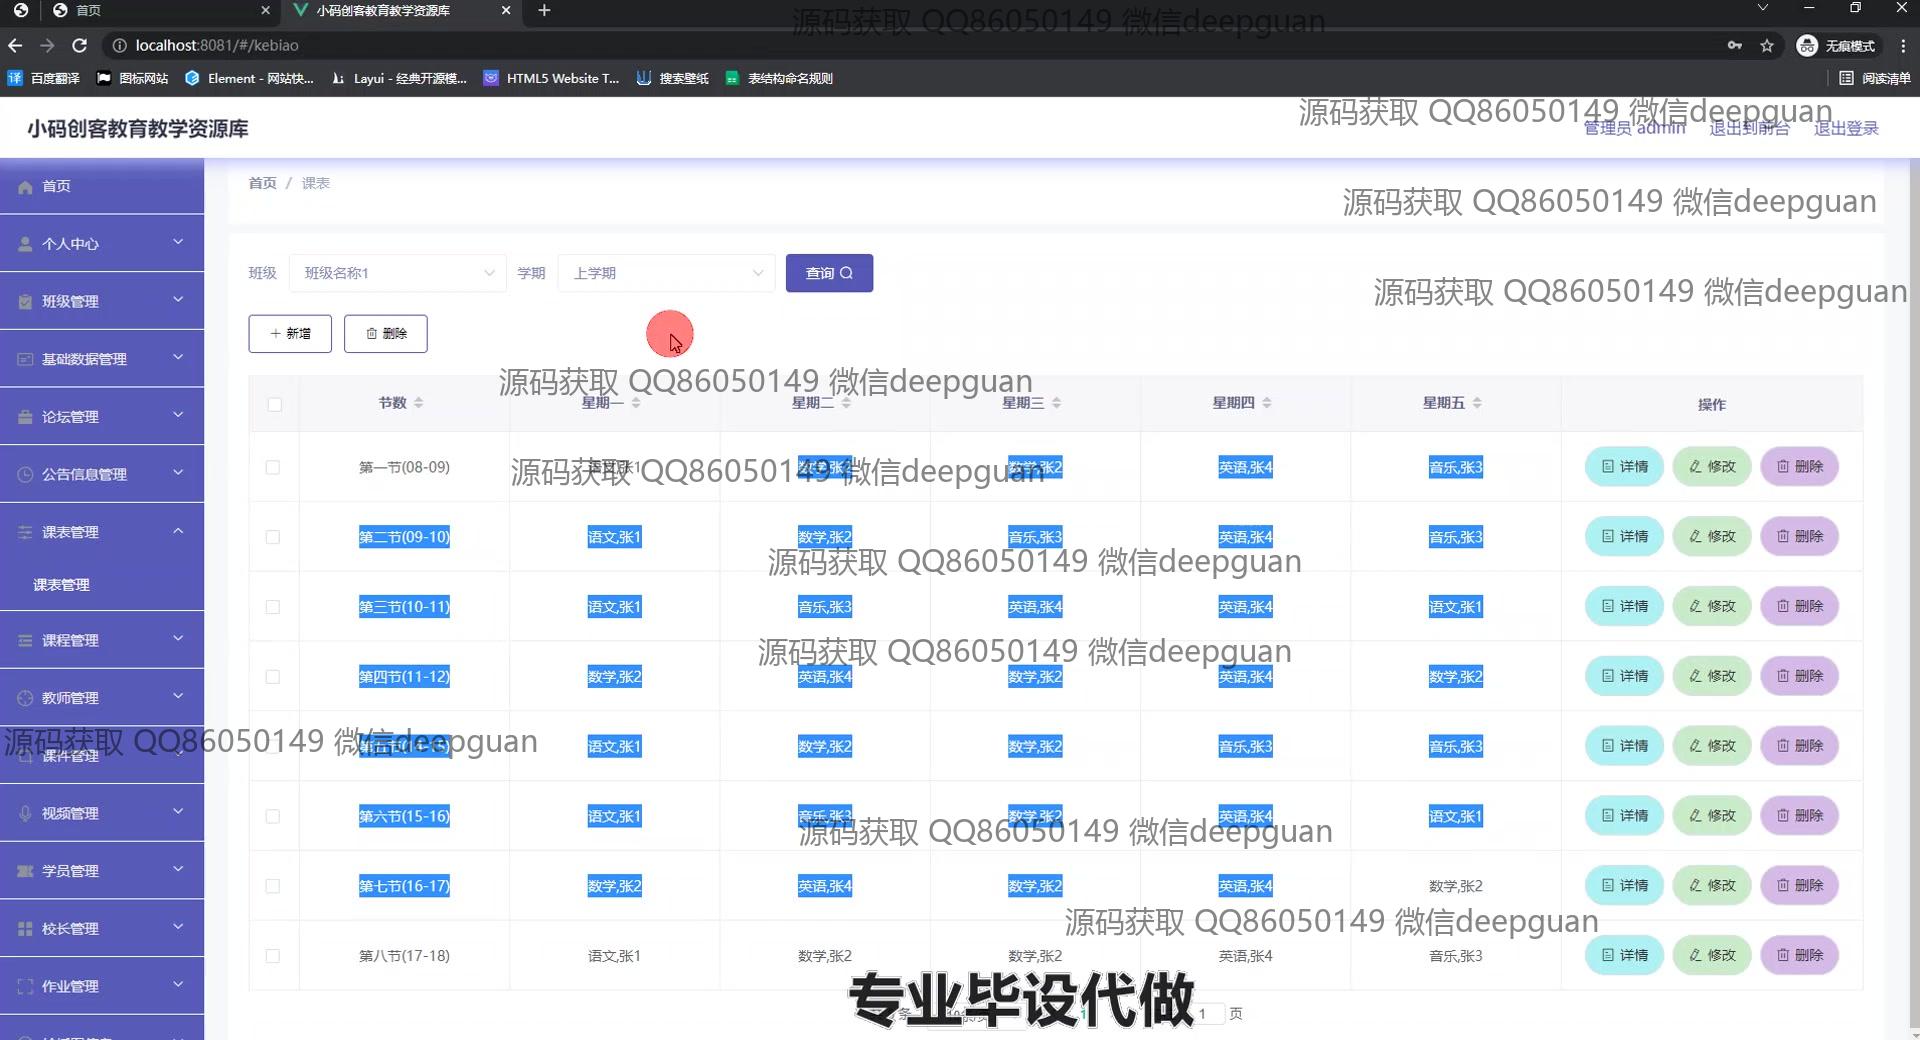 首页
小码创客教育教学资源库
源码获取 QQ86050149 微信deepguan
localhost:8081/#/kebiao
无痕模式
百度翻译
图标网站
Element - 网站快...
Layui - 经典开源模...
HTML5 Website T...
搜索壁纸
表结构命名规则
阅读清单
源码获取 QQ86050149 微信deepguan
小码创客教育教学资源库
管理员 admin 退出到前台 退出登录
首页
个人中心
班级管理
基础数据管理
论坛管理
公告信息管理
课表管理
课表管理
课程管理
教师管理
课件管理
视频管理
学员管理
校长管理
作业管理
首页 / 课表
源码获取 QQ86050149 微信deepguan
班级 班级名称1 学期 上学期 查询
源码获取 QQ86050149 微信deepguan
新增 删除
源码获取 QQ86050149 微信deepguan
节数 星期一 星期二 星期三 星期四 星期五 操作
第一节(08-09) 语文,张1 数学,张2 数学,张2 英语,张4 音乐,张3 详情 修改 删除
源码获取 QQ86050149 微信deepguan
第二节(09-10) 语文,张1 数学,张2 音乐,张3 英语,张4 音乐,张3 详情 修改 删除
源码获取 QQ86050149 微信deepguan
第三节(10-11) 语文,张1 音乐,张3 英语,张4 英语,张4 语文,张1 详情 修改 删除
源码获取 QQ86050149 微信deepguan
第四节(11-12) 数学,张2 英语,张4 数学,张2 英语,张4 数学,张2 详情 修改 删除
源码获取 QQ86050149 微信deepguan
语文,张1 数学,张2 数学,张2 音乐,张3 音乐,张3 详情 修改 删除
第六节(15-16) 语文,张1 音乐,张3 数学,张2 英语,张4 语文,张1 详情 修改 删除
源码获取 QQ86050149 微信deepguan
第七节(16-17) 数学,张2 英语,张4 数学,张2 英语,张4 数学,张2 详情 修改 删除
源码获取 QQ86050149 微信deepguan
第八节(17-18) 语文,张1 数学,张2 数学,张2 英语,张4 音乐,张3 详情 修改 删除
专业毕设代做
1 页